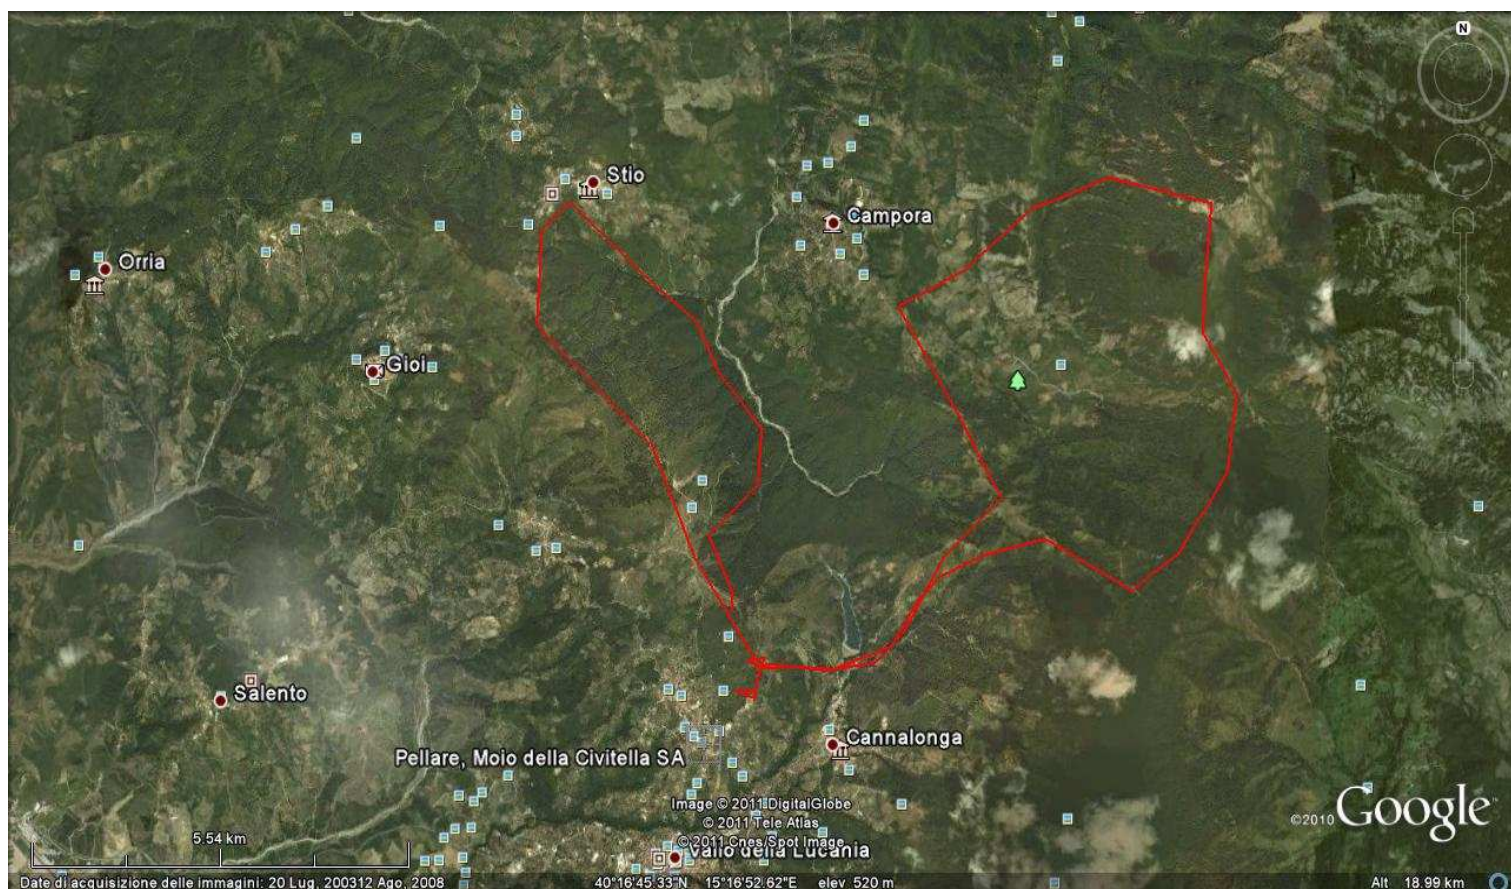 N
Stio
Campora
Orria
Gioi
Salento
Cannalonga
Pellare, Moio della Civitella SA
Image © 2011 DigitalGlobe
© 2011 Tele Atlas
© 2011 Cnes/Spot Image
Vallo della Lucania
©2010 Google
5.54 km
Date di acquisizione delle immagini: 20 Lug, 200312 Ago, 2008
40°16'45.33"N 15°16'52.62"E elev 520 m
Alt 18.99 km